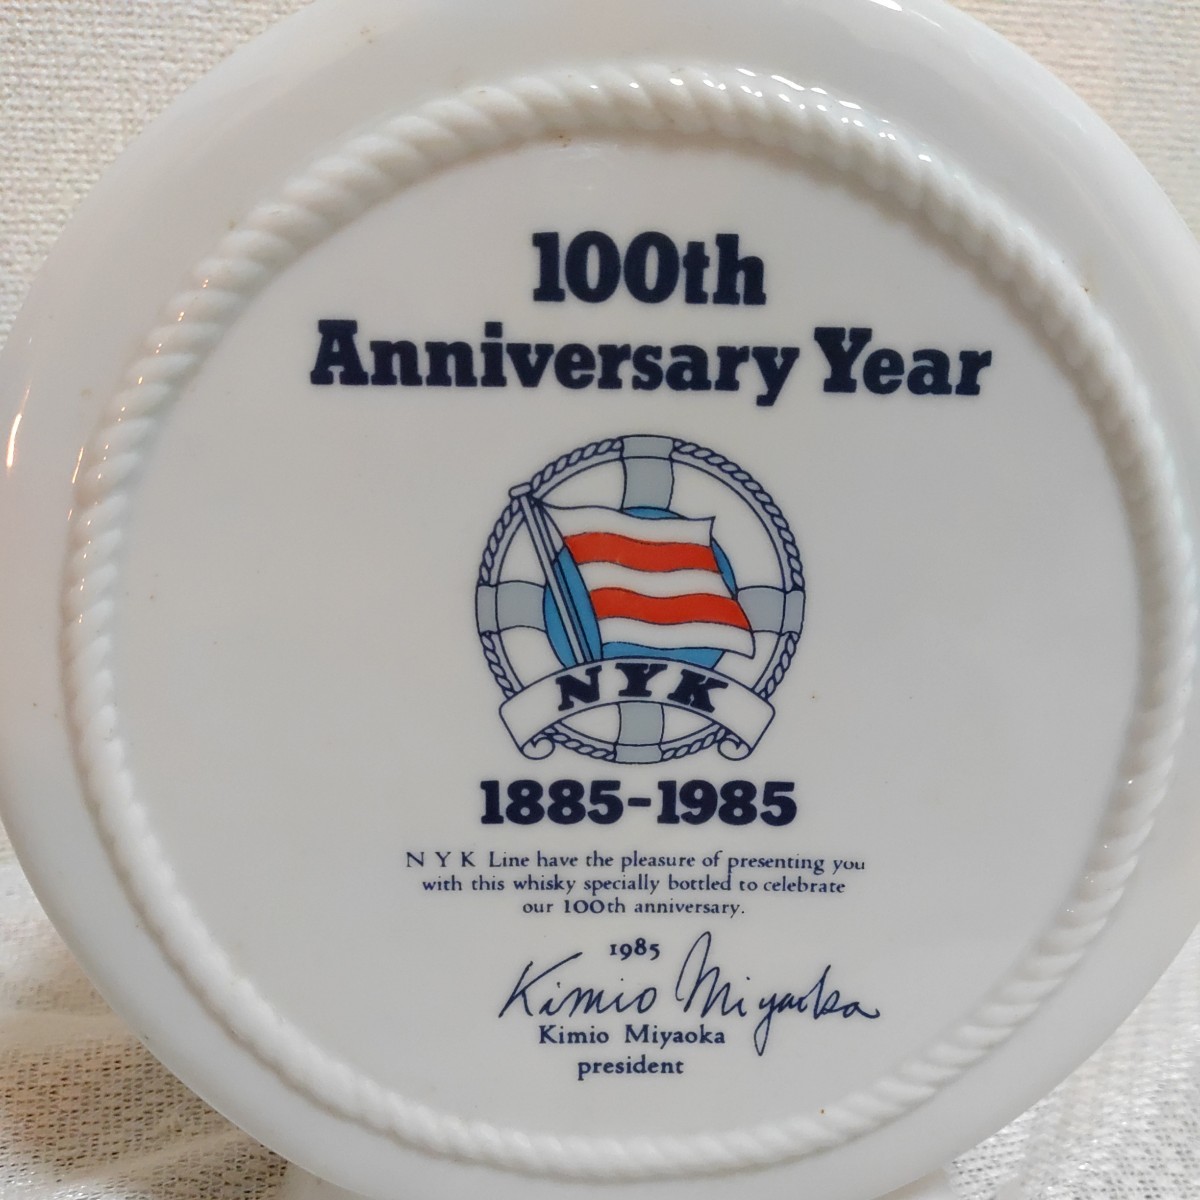 100th
Anniversary Year
NYK
1885-1985
N Y K Line have the pleasure of presenting you
with this whisky specially bottled to celebrate
our 100th anniversary.
1985
Kimio Miyaoka
Kimio Miyaoka
president